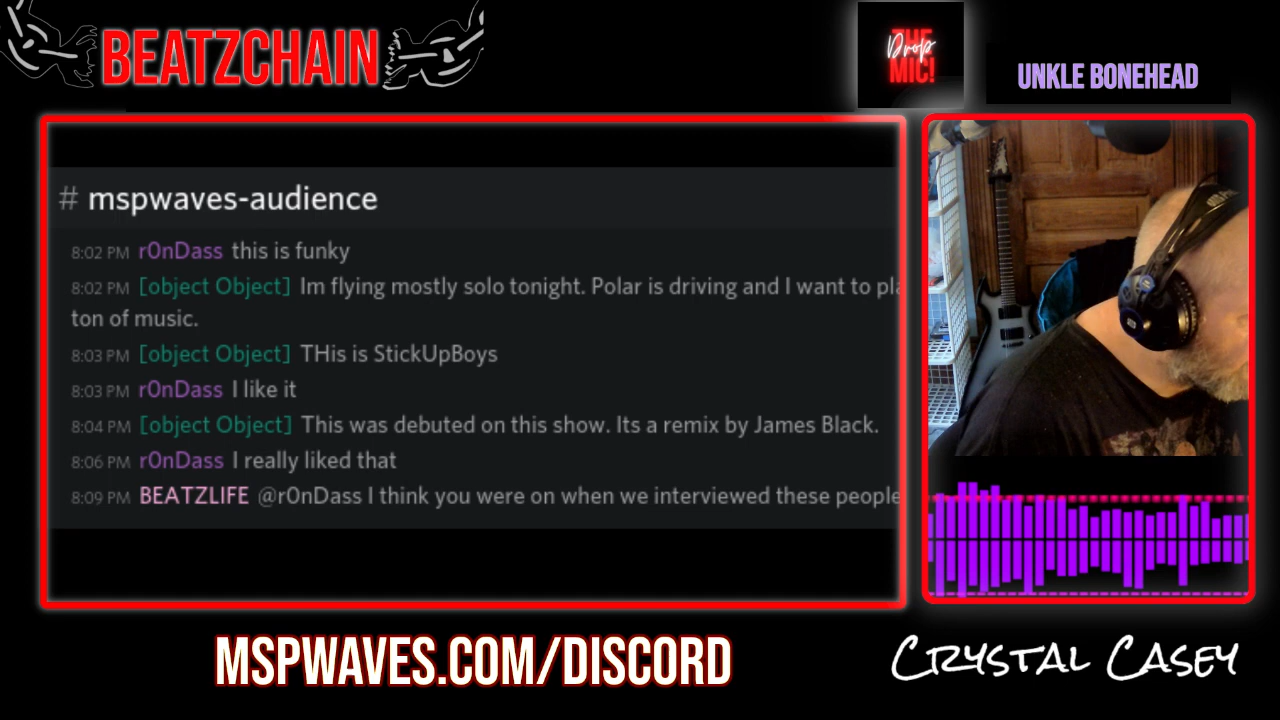 BEATZCHAIN
THE
Drop
MIC!
UNKLE BONEHEAD
# mspwaves-audience
8:02 PM r0nDass this is funky
8:02 PM [object Object] Im flying mostly solo tonight. Polar is driving and I want to pla
ton of music.
8:03 PM [object Object] THis is StickUpBoys
8:03 PM r0nDass I like it
8:04 PM [object Object] This was debuted on this show. Its a remix by James Black.
8:06 PM r0nDass I really liked that
8:09 PM BEATZLIFE @r0nDass I think you were on when we interviewed these people
MSPWAVES.COM/DISCORD
CRYSTAL CASEY